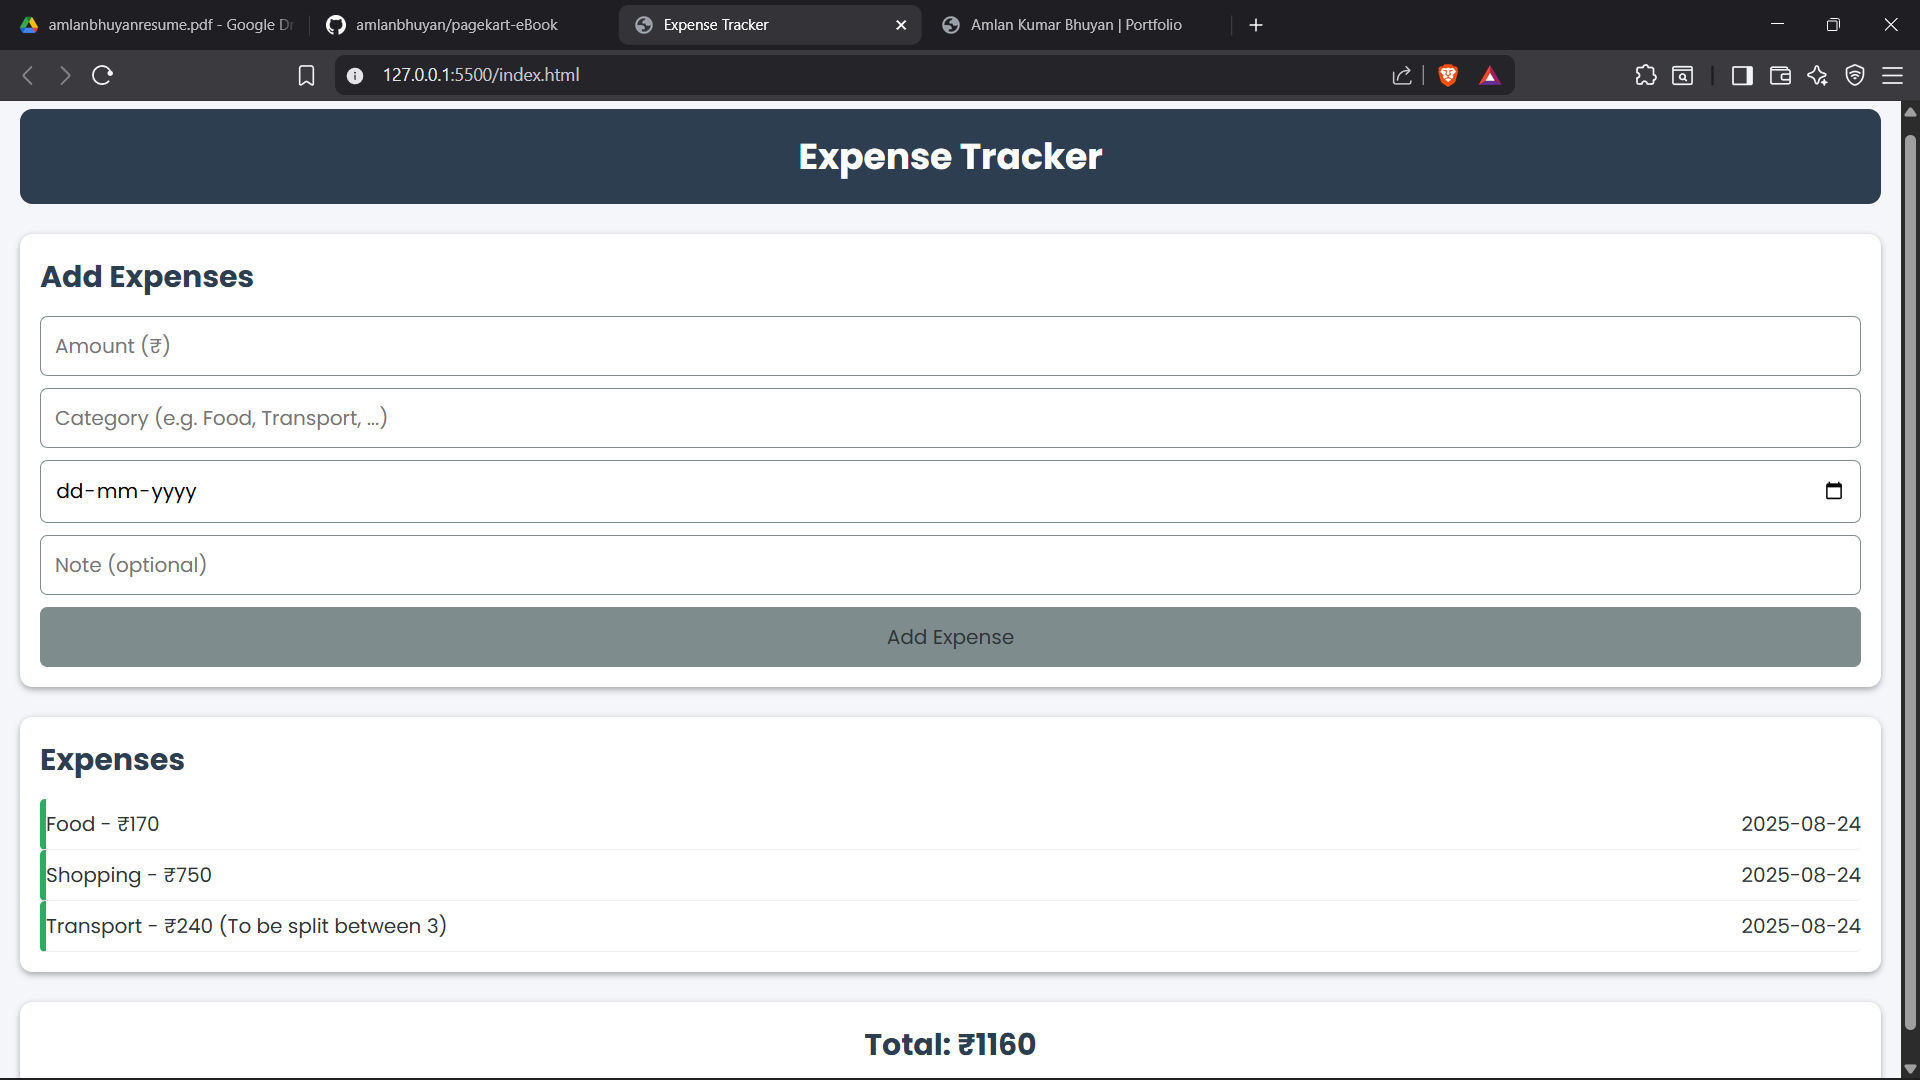 amlanbhuyanresume.pdf - Google Dr
amlanbhuyan/pagekart-eBook
Expense Tracker
Amlan Kumar Bhuyan | Portfolio
127.0.0.1:5500/index.html
Expense Tracker
Add Expenses
Amount (₹)
Category (e.g. Food, Transport, ...)
dd-mm-yyyy
Note (optional)
Add Expense
Expenses
Food - ₹170 2025-08-24
Shopping - ₹750 2025-08-24
Transport - ₹240 (To be split between 3) 2025-08-24
Total: ₹1160